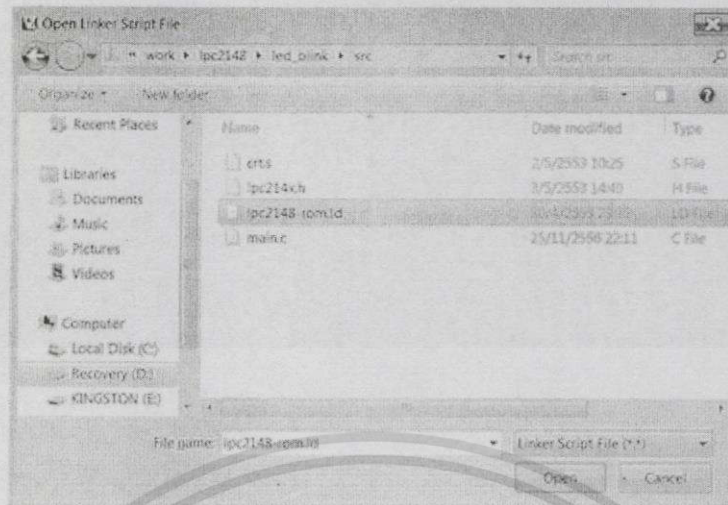 Open Linker Script File
« work ▸ lpc2148 ▸ led_blink ▸ src
Search src
Organize
New folder
Recent Places
Libraries
Documents
Music
Pictures
Videos
Computer
Local Disk (C:)
Recovery (D:)
KINGSTON (E:)
Name Date modified Type
crt.s 2/5/2553 10:25 S File
lpc214x.h 3/5/2553 14:40 H File
lpc2148-rom.ld LD File
main.c 25/11/2556 22:11 C File
File name: lpc2148-rom.ld
Linker Script File (*.*)
Open Cancel